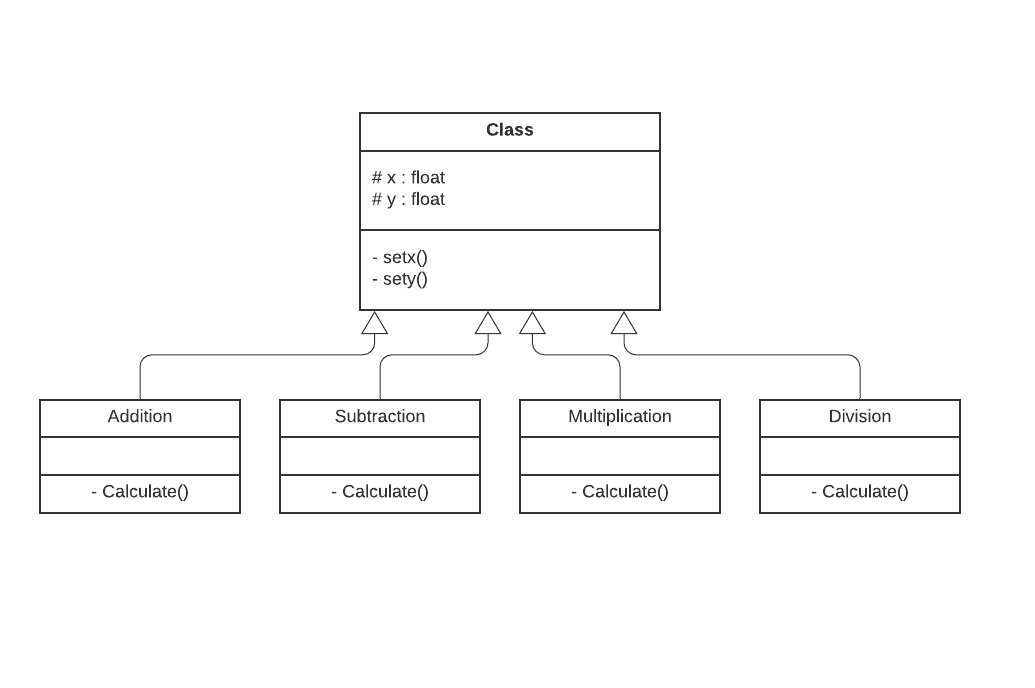 Class
# x : float
# y : float
- setx()
- sety()
Addition
- Calculate()
Subtraction
- Calculate()
Multiplication
- Calculate()
Division
- Calculate()